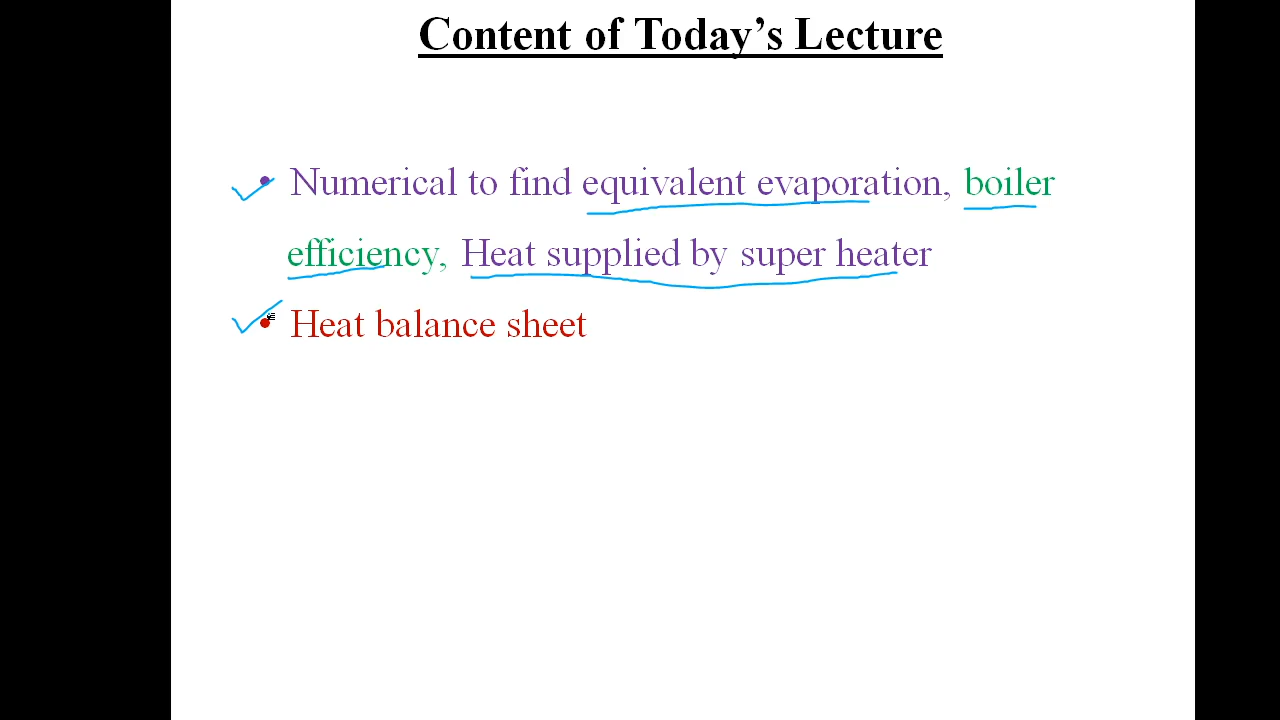 Content of Today’s Lecture
• Numerical to find equivalent evaporation, boiler
efficiency, Heat supplied by super heater
• Heat balance sheet